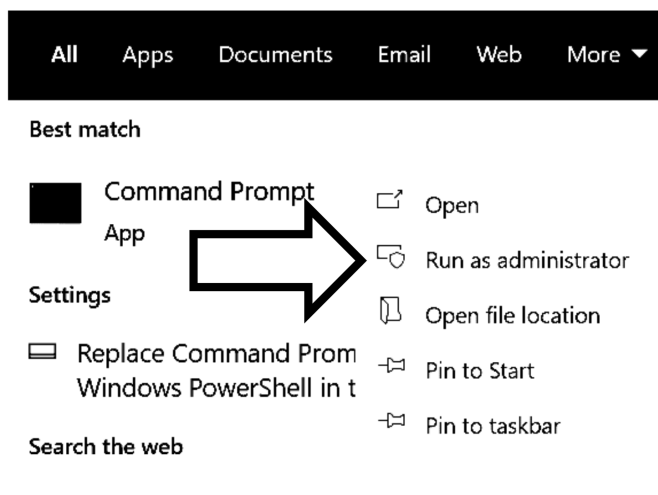 All Apps Documents Email Web More
Best match
Command Prompt
App
Open
Run as administrator
Open file location
Pin to Start
Pin to taskbar
Settings
Replace Command Prom
Windows PowerShell in t
Search the web